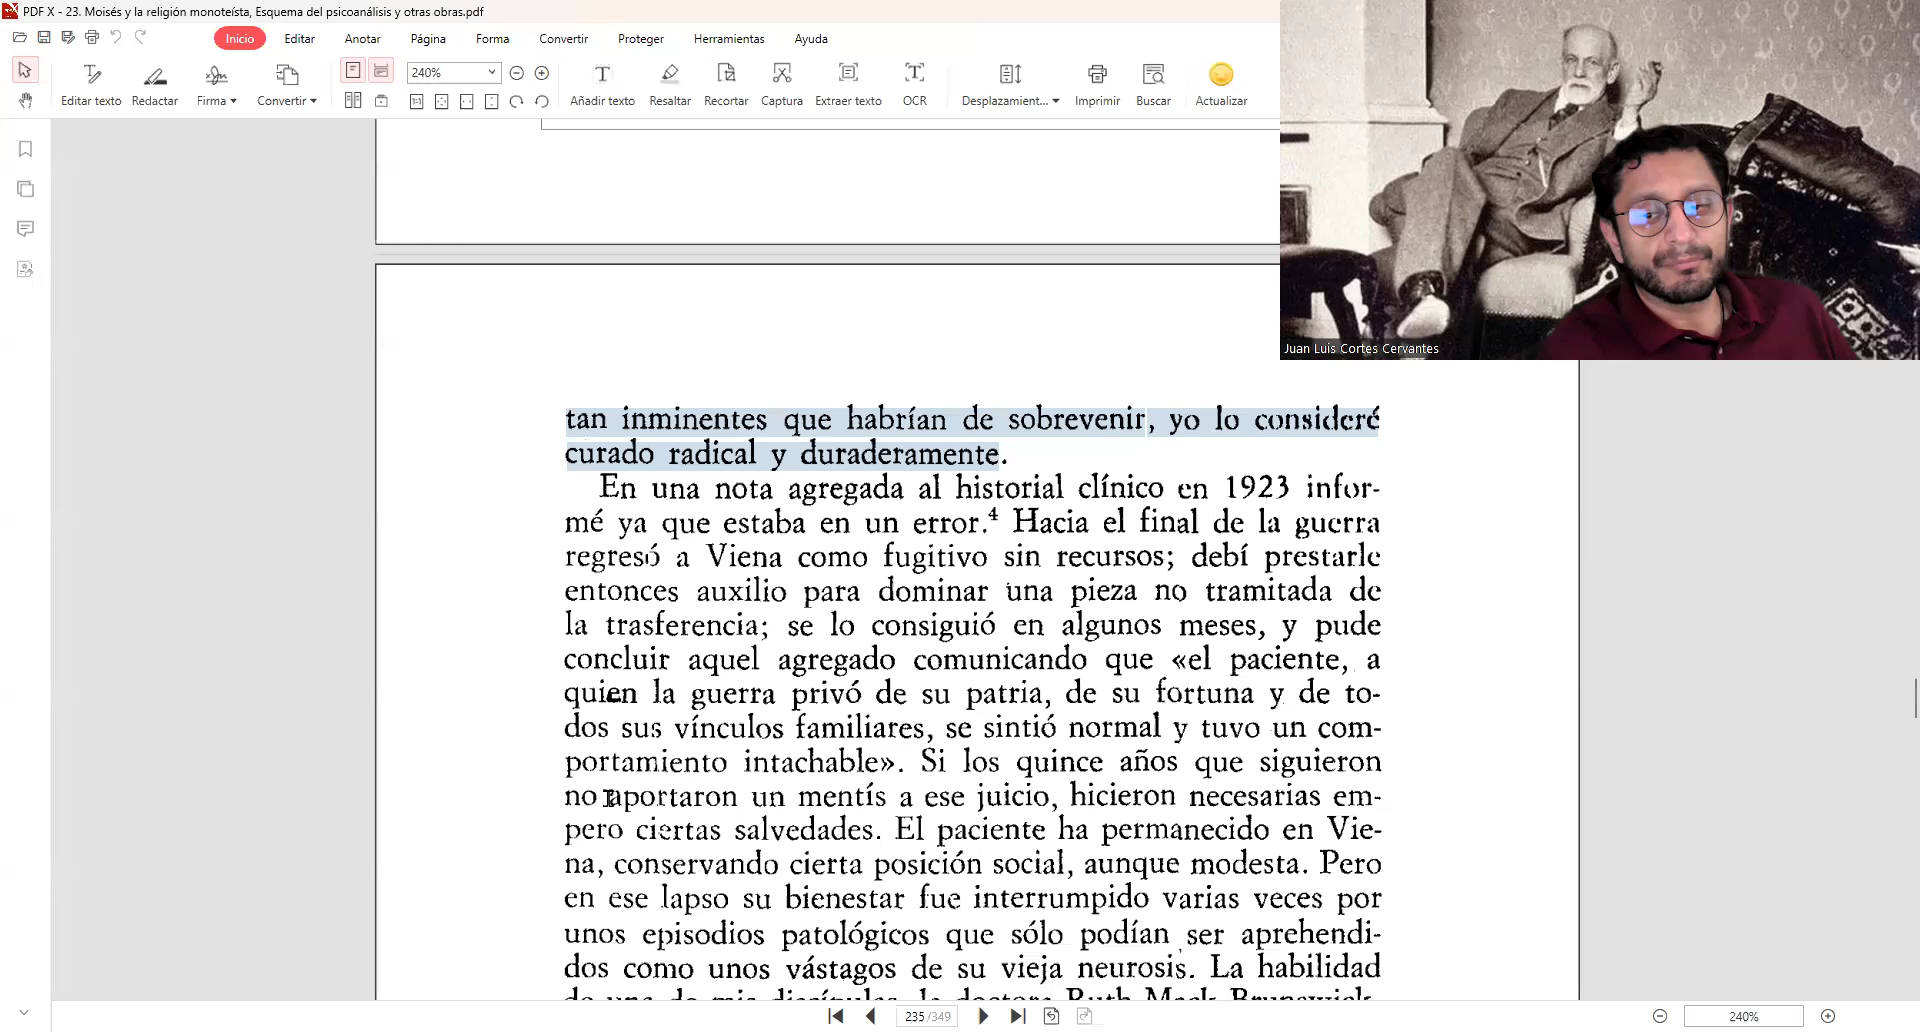 PDF X - 23. Moisés y la religión monoteísta, Esquema del psicoanálisis y otras obras.pdf
Inicio Editar Anotar Página Forma Convertir Proteger Herramientas Ayuda
240%
Editar texto Redactar Firma Convertir Añadir texto Resaltar Recortar Captura Extraer texto OCR Desplazamient... Imprimir Buscar Actualizar
Juan Luis Cortes Cervantes
tan inminentes que habrían de sobrevenir, yo lo consideré
curado radical y duraderamente.
En una nota agregada al historial clínico en 1923 infor-
mé ya que estaba en un error.⁴ Hacia el final de la guerra
regresó a Viena como fugitivo sin recursos; debí prestarle
entonces auxilio para dominar una pieza no tramitada de
la trasferencia; se lo consiguió en algunos meses, y pude
concluir aquel agregado comunicando que «el paciente, a
quien la guerra privó de su patria, de su fortuna y de to-
dos sus vínculos familiares, se sintió normal y tuvo un com-
portamiento intachable». Si los quince años que siguieron
no aportaron un mentís a ese juicio, hicieron necesarias em-
pero ciertas salvedades. El paciente ha permanecido en Vie-
na, conservando cierta posición social, aunque modesta. Pero
en ese lapso su bienestar fue interrumpido varias veces por
unos episodios patológicos que sólo podían ser aprehendi-
dos como unos vástagos de su vieja neurosis. La habilidad
de una de mis discípulas, la doctora Ruth Mack Brunswick,
235 /349
240%